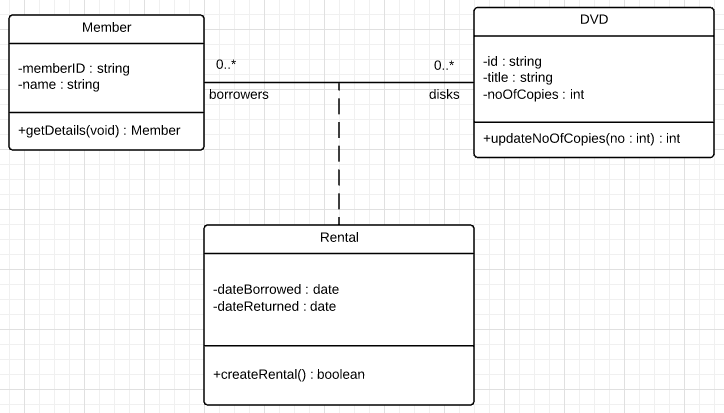 Member
-memberID : string
-name : string
+getDetails(void) : Member
0..*
borrowers
0..*
disks
DVD
-id : string
-title : string
-noOfCopies : int
+updateNoOfCopies(no : int) : int
Rental
-dateBorrowed : date
-dateReturned : date
+createRental() : boolean